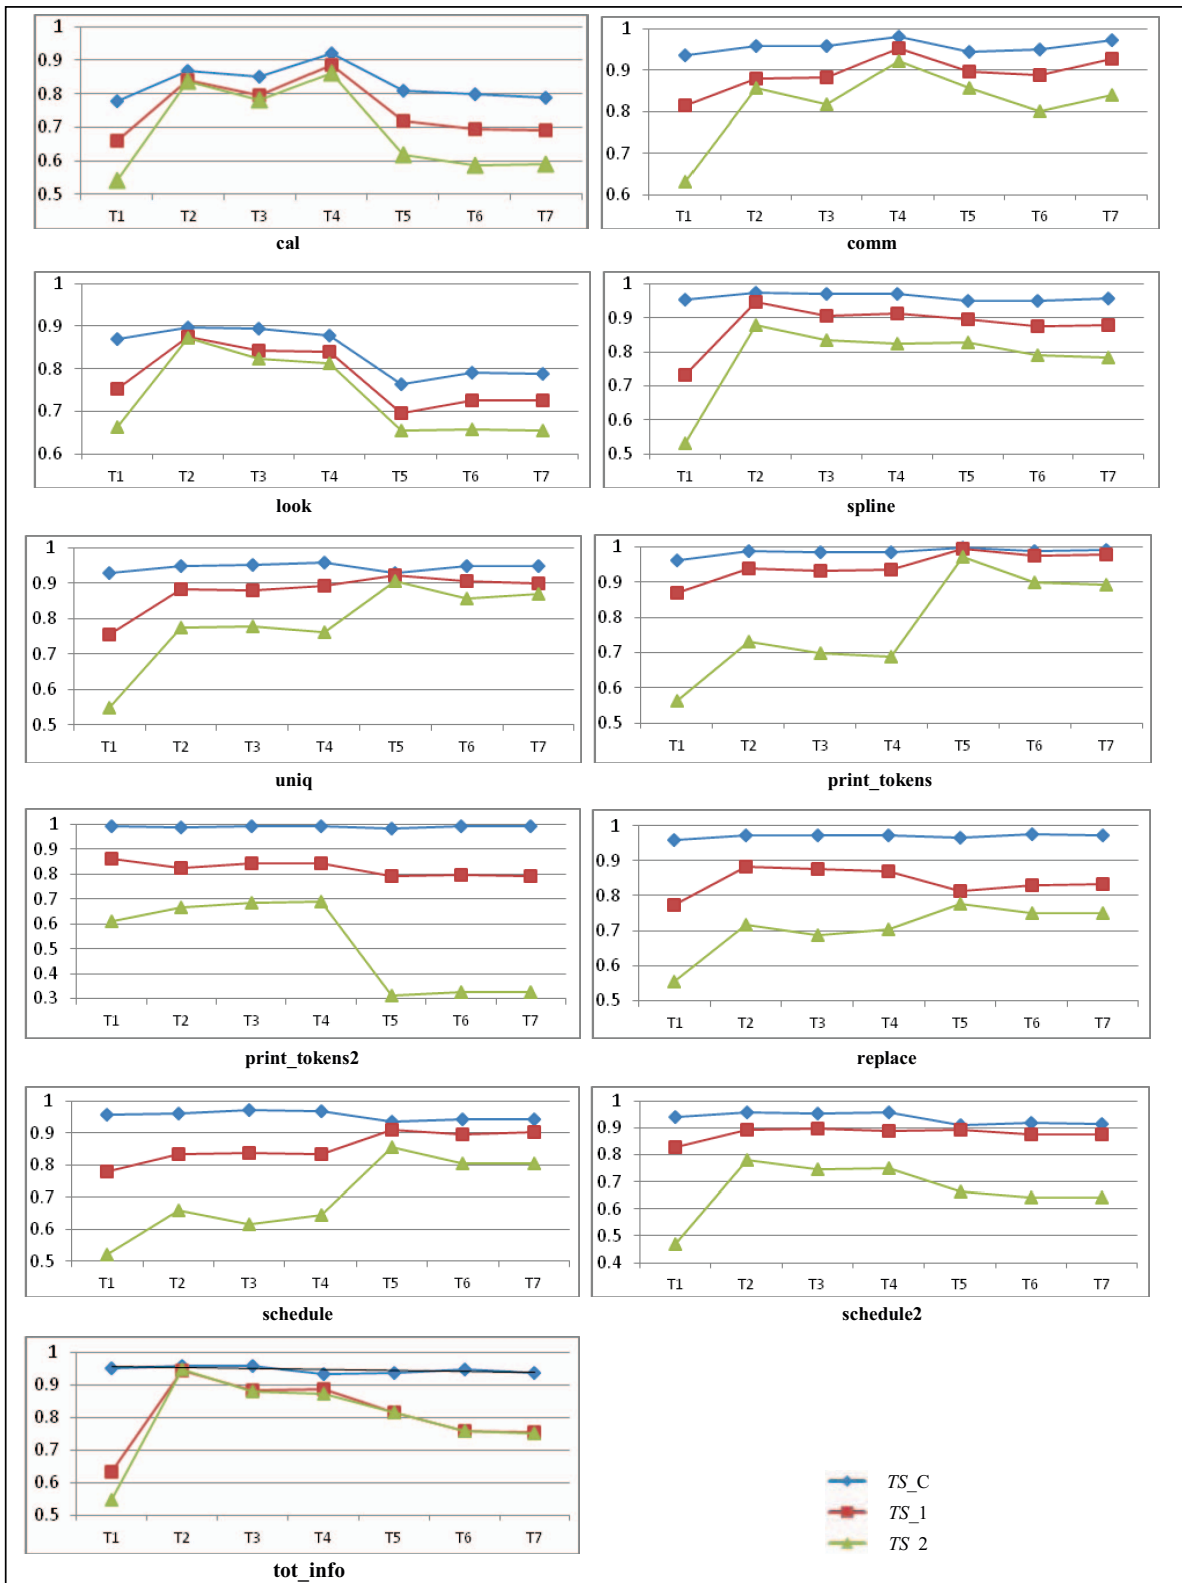 1
0.9
0.8
0.7
0.6
0.5
T1 T2 T3 T4 T5 T6 T7
cal
1
0.9
0.8
0.7
0.6
T1 T2 T3 T4 T5 T6 T7
comm
1
0.9
0.8
0.7
0.6
T1 T2 T3 T4 T5 T6 T7
look
1
0.9
0.8
0.7
0.6
0.5
T1 T2 T3 T4 T5 T6 T7
spline
1
0.9
0.8
0.7
0.6
0.5
T1 T2 T3 T4 T5 T6 T7
uniq
1
0.9
0.8
0.7
0.6
0.5
T1 T2 T3 T4 T5 T6 T7
print_tokens
1
0.9
0.8
0.7
0.6
0.5
0.4
0.3
T1 T2 T3 T4 T5 T6 T7
print_tokens2
1
0.9
0.8
0.7
0.6
0.5
T1 T2 T3 T4 T5 T6 T7
replace
1
0.9
0.8
0.7
0.6
0.5
T1 T2 T3 T4 T5 T6 T7
schedule
1
0.9
0.8
0.7
0.6
0.5
0.4
T1 T2 T3 T4 T5 T6 T7
schedule2
1
0.9
0.8
0.7
0.6
0.5
T1 T2 T3 T4 T5 T6 T7
tot_info
TS_C
TS_1
TS 2